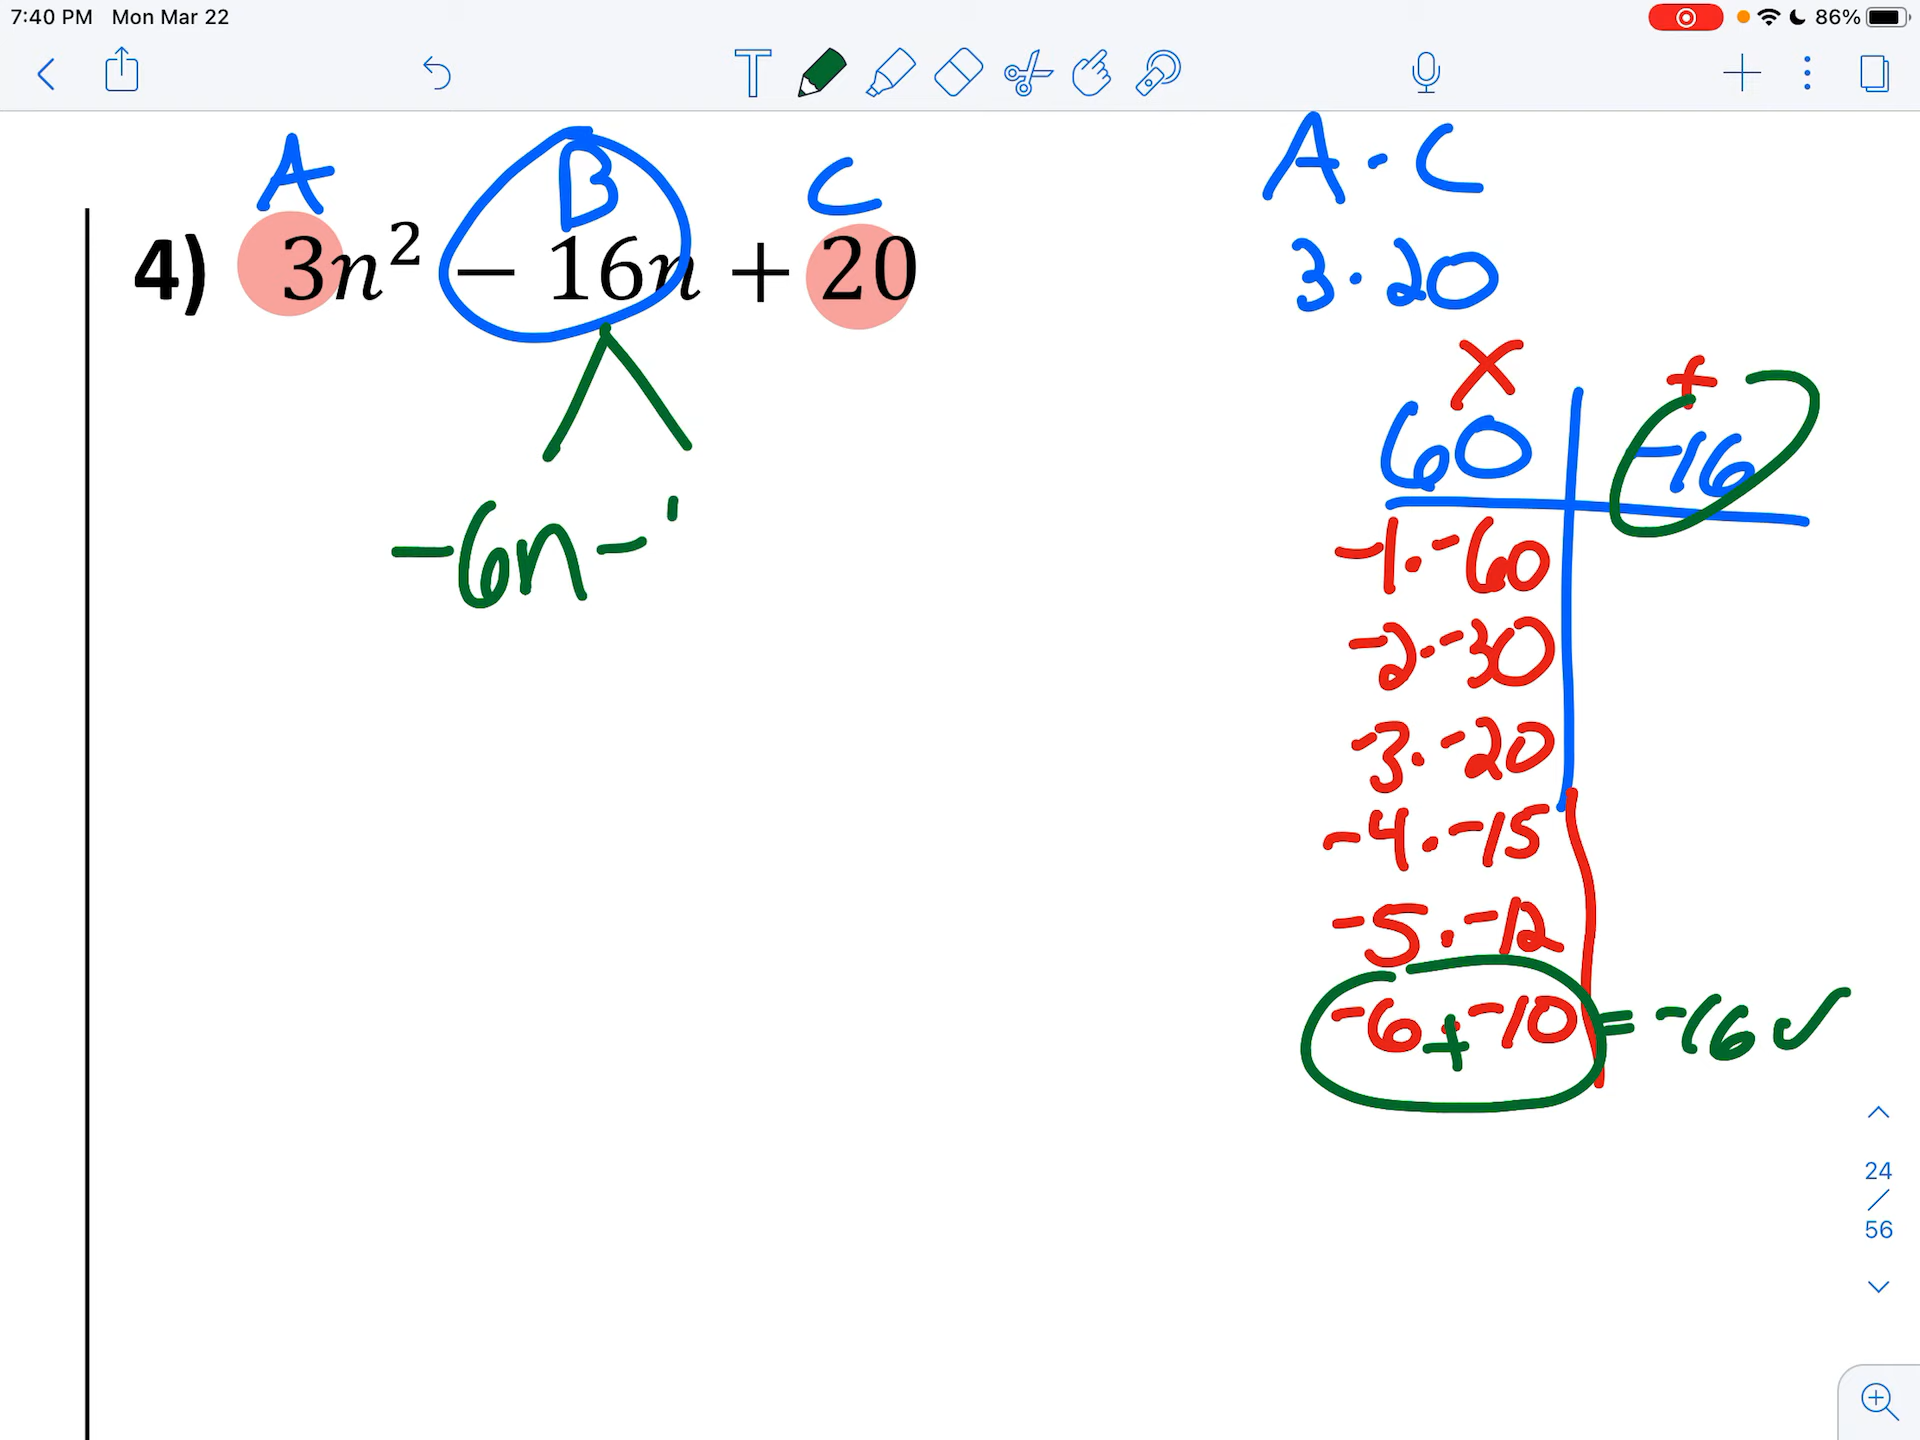 7:40 PM Mon Mar 22
86%
T
A B C
4) 3n² − 16n + 20
-6n-
A · C
3 · 20
x +
60 -16
-1 · -60
-2 · -30
-3 · -20
-4 · -15
-5 · -12
-6 + -10 = -16 ✓
24
/
56